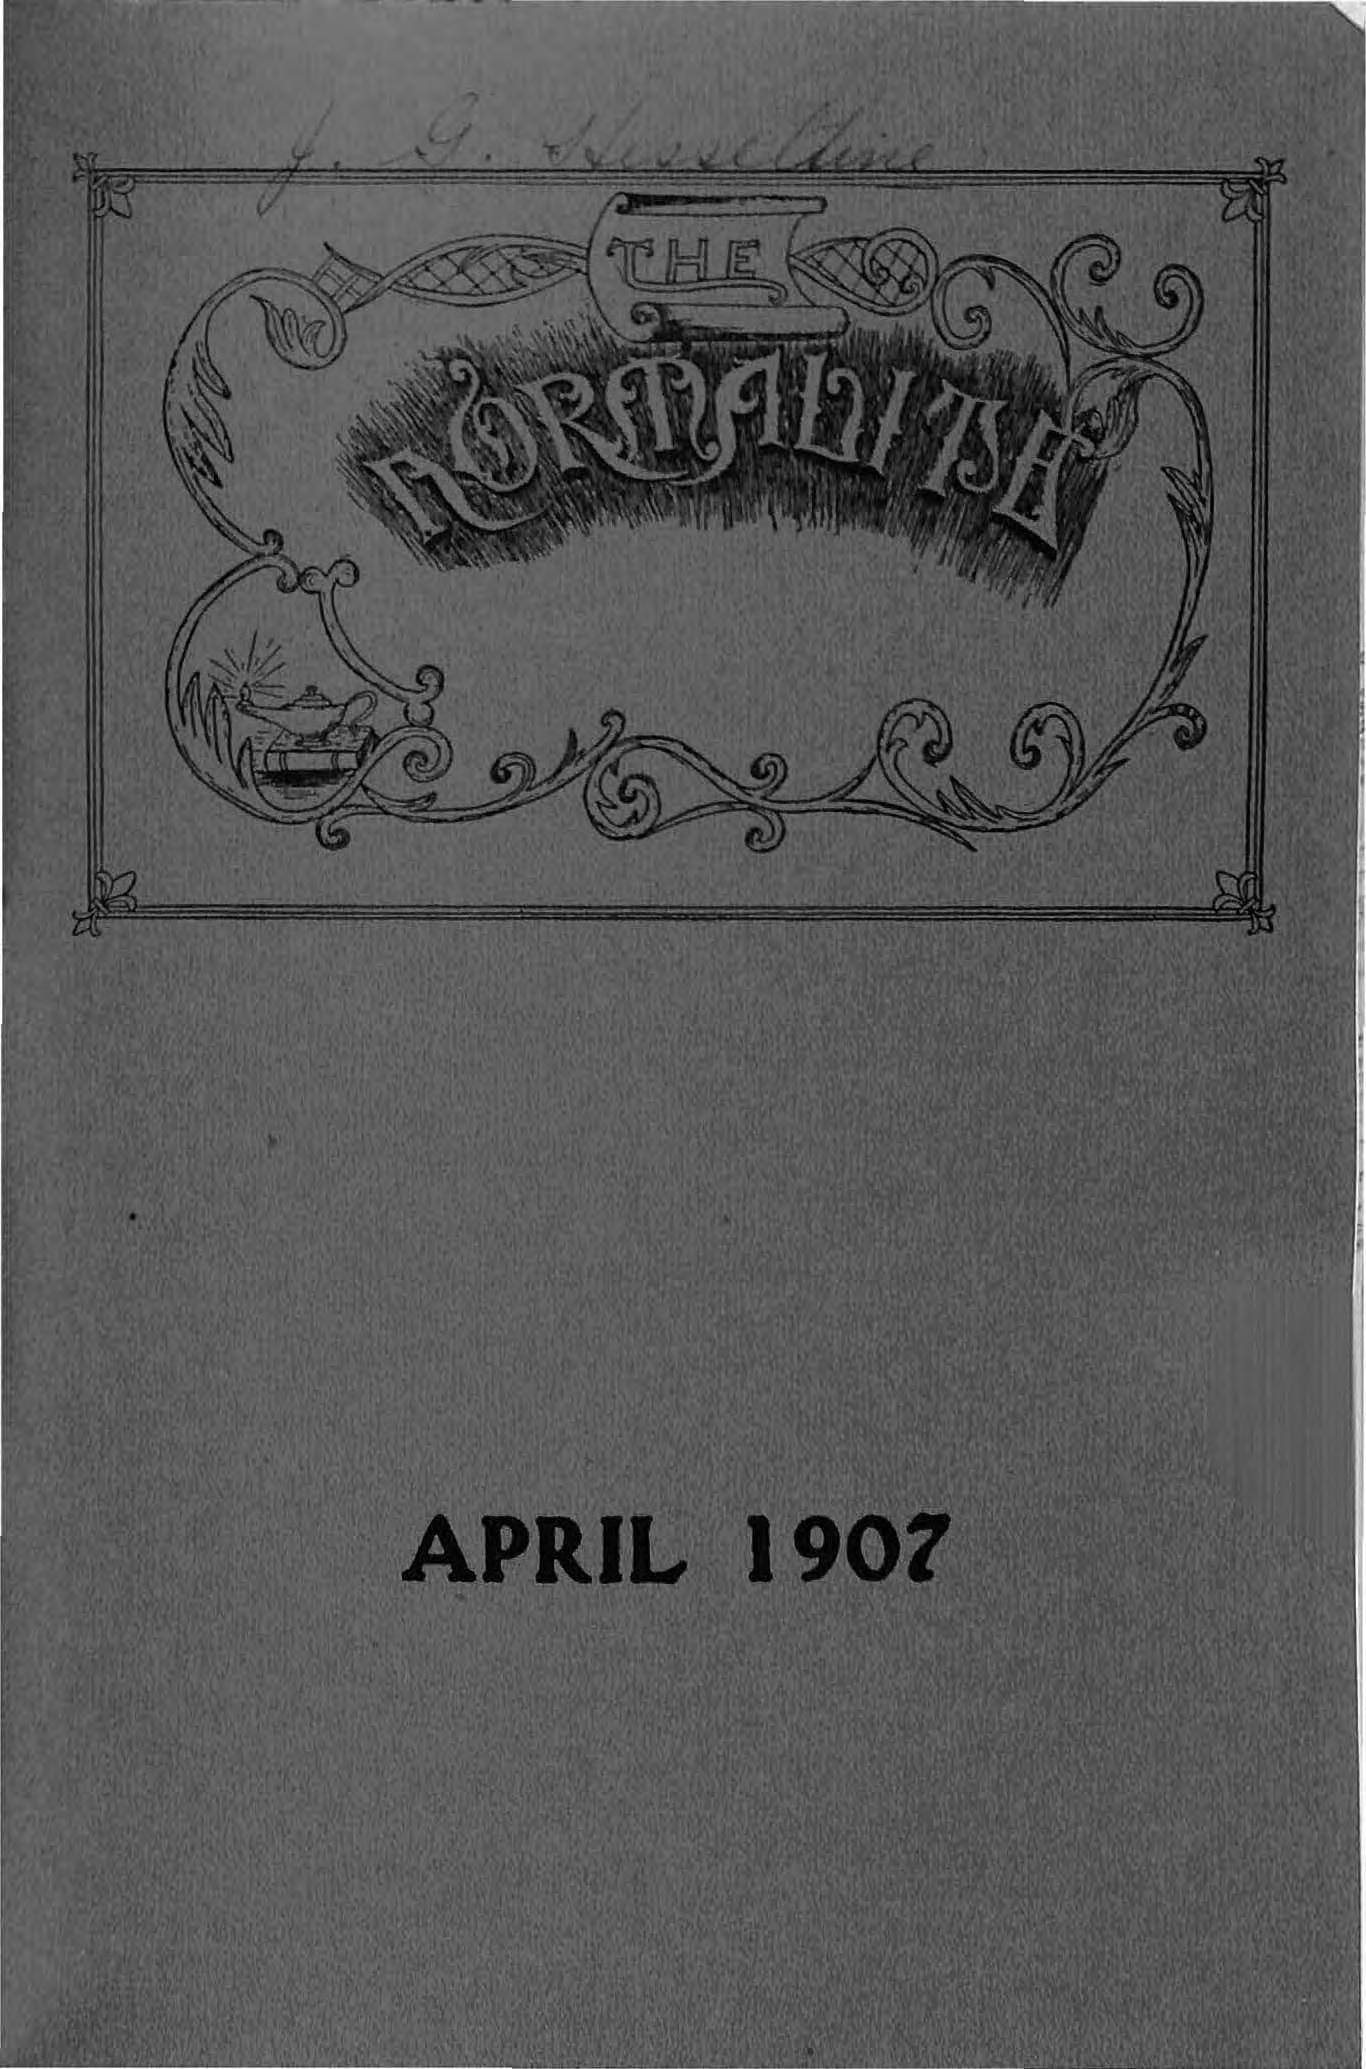 J. G. Hesseltine
THE
NORMALITE
APRIL 1907